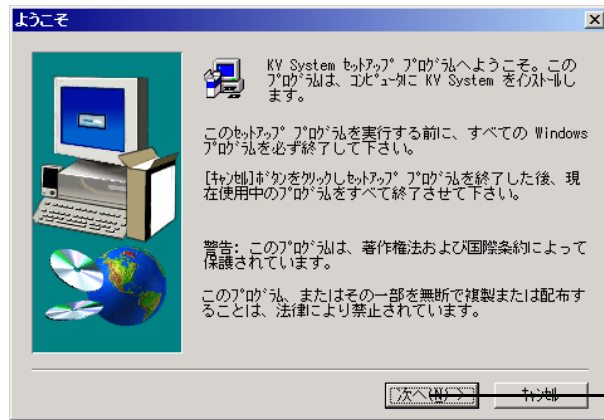 ようこそ
KV System ｾｯﾄｱｯﾌﾟ ﾌﾟﾛｸﾞﾗﾑへようこそ。この
ﾌﾟﾛｸﾞﾗﾑは、ｺﾝﾋﾟｭｰﾀに KV System をｲﾝｽﾄｰﾙし
ます。
このｾｯﾄｱｯﾌﾟ ﾌﾟﾛｸﾞﾗﾑを実行する前に、すべての Windows
ﾌﾟﾛｸﾞﾗﾑを必ず終了して下さい。
[ｷｬﾝｾﾙ]ﾎﾞﾀﾝをｸﾘｯｸしｾｯﾄｱｯﾌﾟ ﾌﾟﾛｸﾞﾗﾑを終了した後、現
在使用中のﾌﾟﾛｸﾞﾗﾑをすべて終了させて下さい。
警告: このﾌﾟﾛｸﾞﾗﾑは、著作権法および国際条約によって
保護されています。
このﾌﾟﾛｸﾞﾗﾑ、またはその一部を無断で複製または配布す
ることは、法律により禁止されています。
次へ(N) >
ｷｬﾝｾﾙ